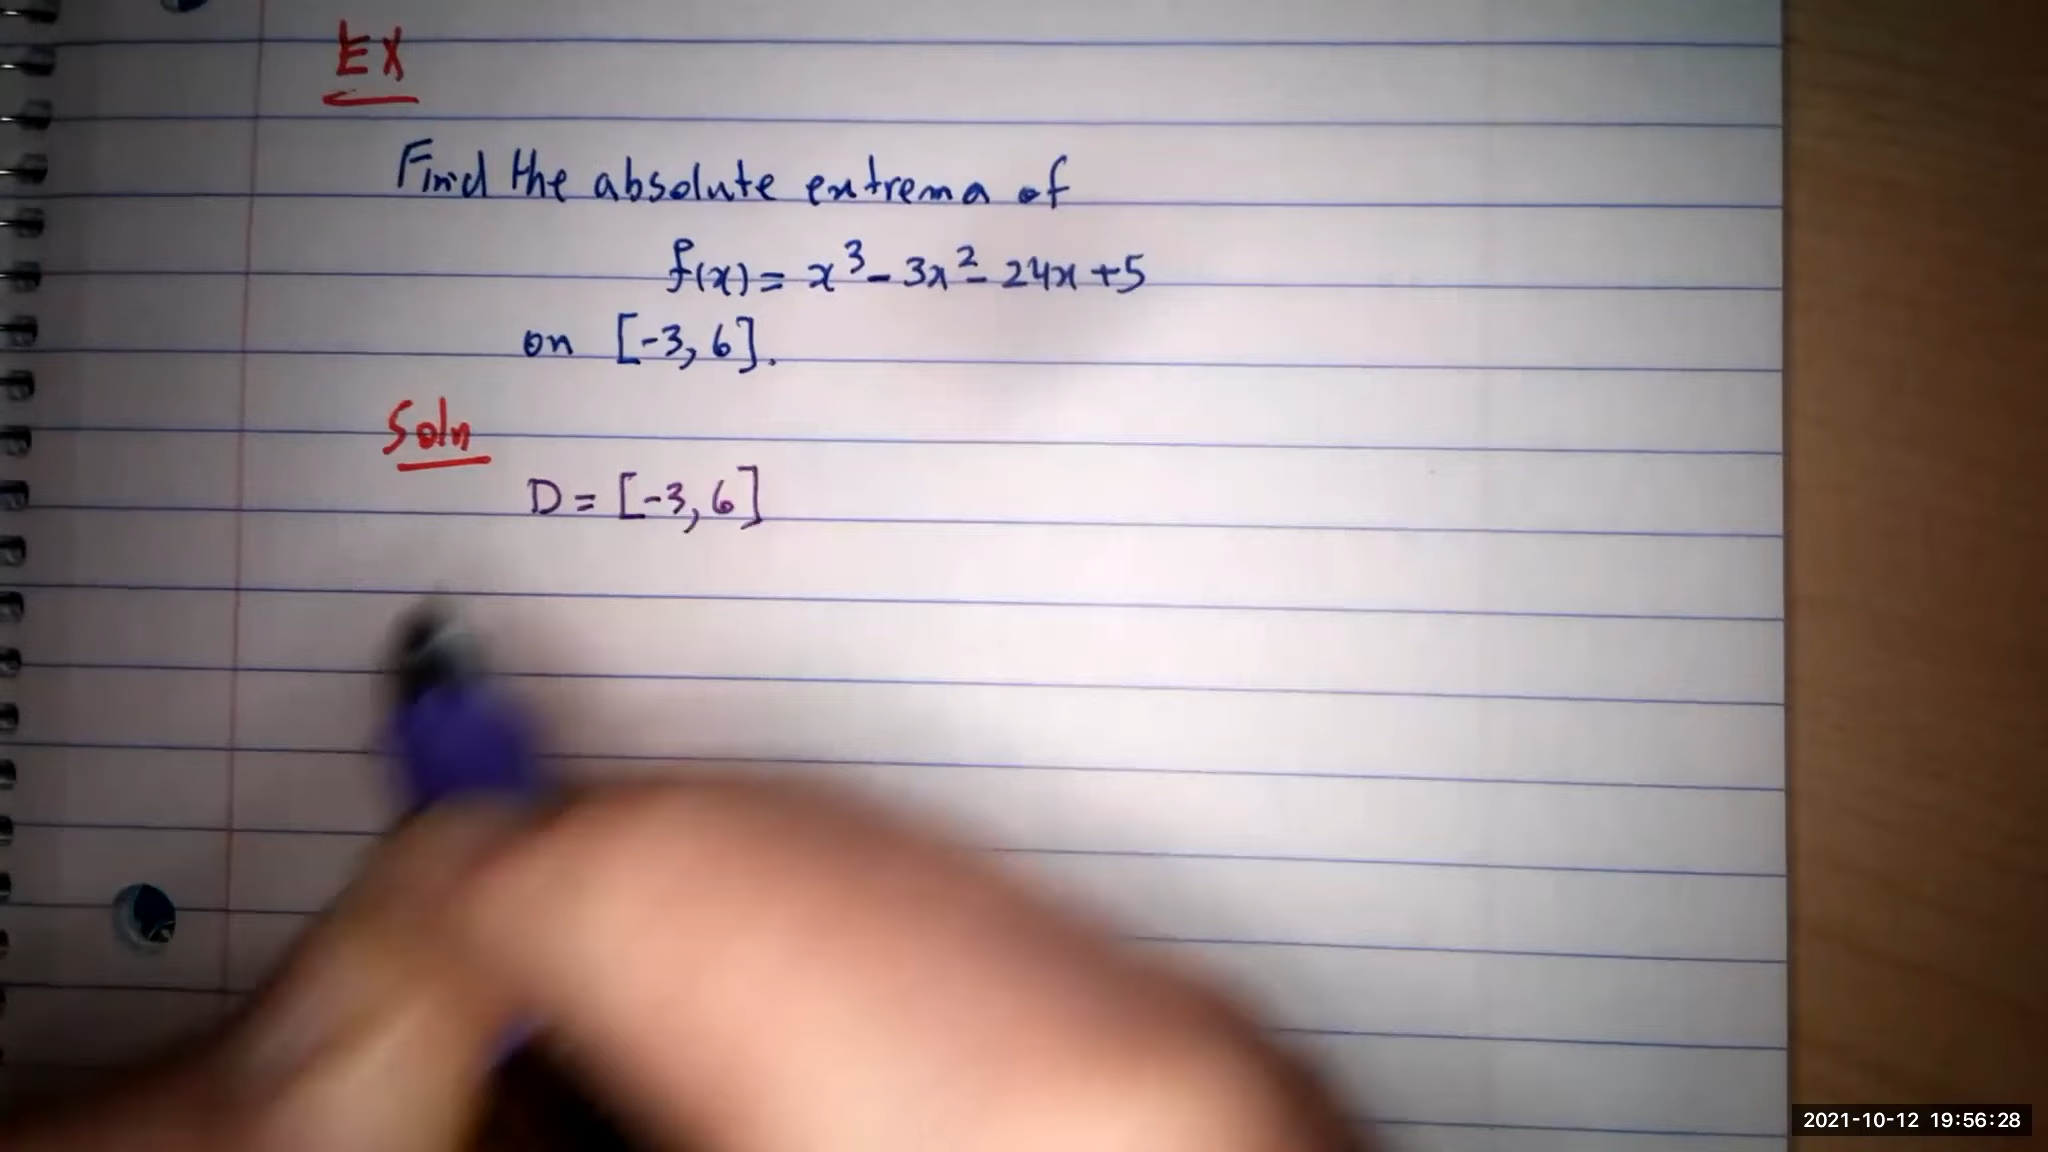 EX
Find the absolute extrema of
f(x) = x³ - 3x² - 24x + 5
on [-3, 6].
Soln
D = [-3, 6]
2021-10-12 19:56:28